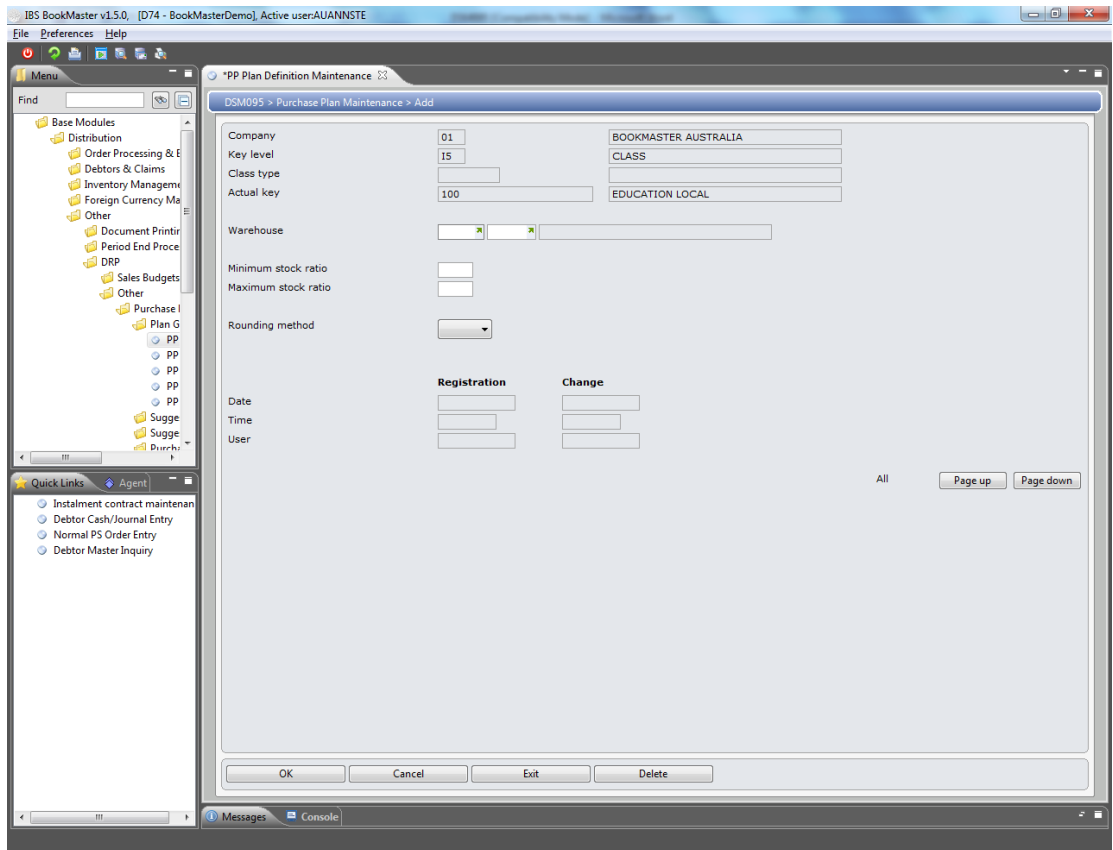 IBS BookMaster v1.5.0, [D74 - BookMasterDemo], Active user:AUANNSTE
File Preferences Help
Menu
*PP Plan Definition Maintenance
Find
DSM095 > Purchase Plan Maintenance > Add
Base Modules
Distribution
Order Processing & E
Debtors & Claims
Inventory Manageme
Foreign Currency Ma
Other
Document Printin
Period End Proce
DRP
Sales Budgets
Other
Purchase
Plan G
PP
PP
PP
PP
PP
Sugge
Sugge
Purcha
Company 01 BOOKMASTER AUSTRALIA
Key level I5 CLASS
Class type
Actual key 100 EDUCATION LOCAL
Warehouse
Minimum stock ratio
Maximum stock ratio
Rounding method
Registration Change
Date
Time
User
All Page up Page down
Quick Links Agent
Instalment contract maintenan
Debtor Cash/Journal Entry
Normal PS Order Entry
Debtor Master Inquiry
OK Cancel Exit Delete
Messages Console